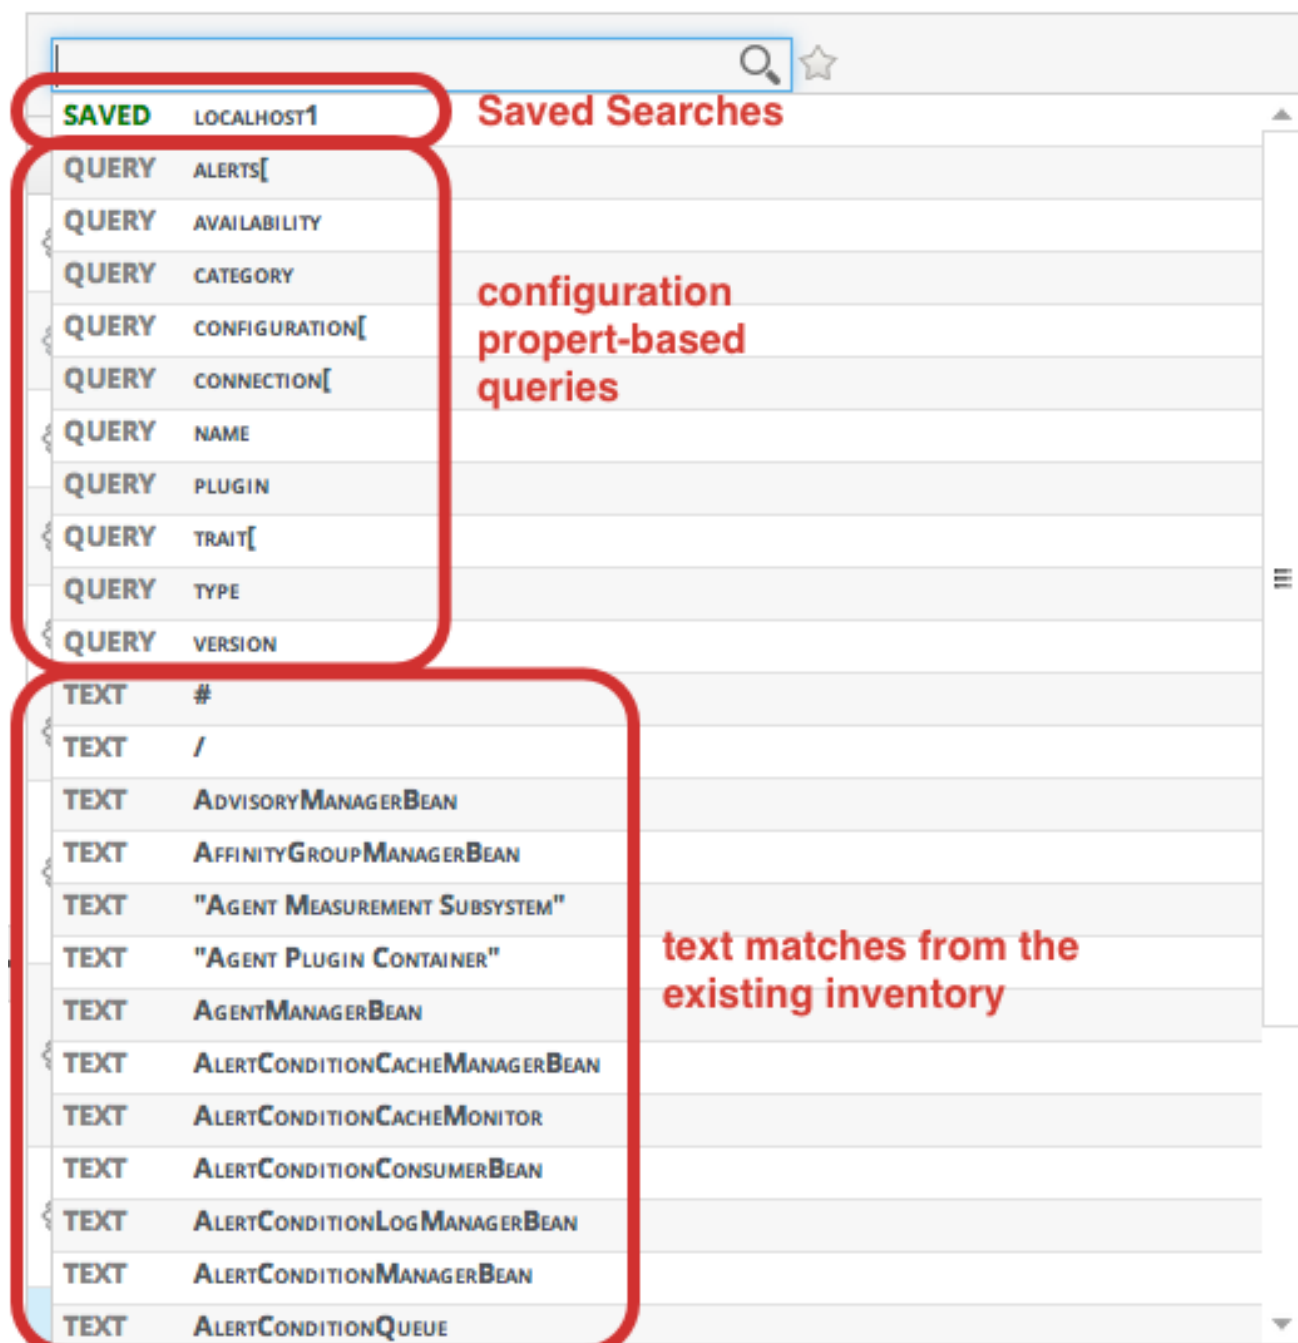 SAVED LOCALHOST1
Saved Searches
QUERY ALERTS[
QUERY AVAILABILITY
QUERY CATEGORY
QUERY CONFIGURATION[
QUERY CONNECTION[
QUERY NAME
QUERY PLUGIN
QUERY TRAIT[
QUERY TYPE
QUERY VERSION
configuration
propert-based
queries
TEXT #
TEXT /
TEXT AdvisoryManagerBean
TEXT AffinityGroupManagerBean
TEXT "Agent Measurement Subsystem"
TEXT "Agent Plugin Container"
TEXT AgentManagerBean
TEXT AlertConditionCacheManagerBean
TEXT AlertConditionCacheMonitor
TEXT AlertConditionConsumerBean
TEXT AlertConditionLogManagerBean
TEXT AlertConditionManagerBean
TEXT AlertConditionQueue
text matches from the
existing inventory